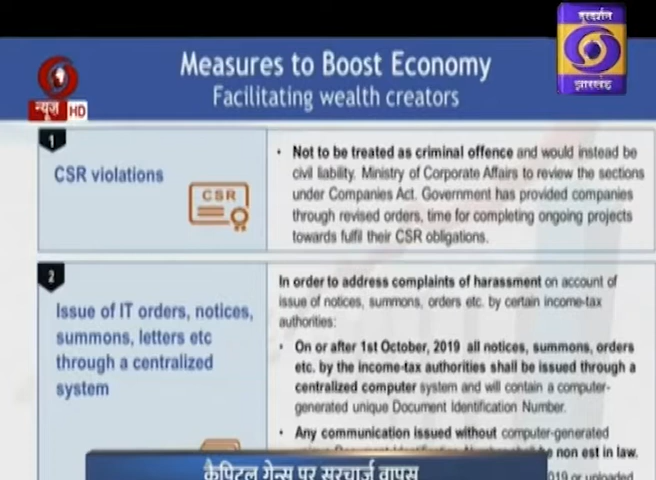 Measures to Boost Economy
दूरदर्शन
Facilitating wealth creators
झारखण्ड
न्यूज़ HD
1
CSR violations
CSR
• Not to be treated as criminal offence and would instead be
civil liability. Ministry of Corporate Affairs to review the sections
under Companies Act. Government has provided companies
through revised orders, time for completing ongoing projects
towards fulfil their CSR obligations.
2
Issue of IT orders, notices,
summons, letters etc
through a centralized
system
In order to address complaints of harassment on account of
issue of notices, summons, orders etc. by certain income-tax
authorities:
• On or after 1st October, 2019 all notices, summons, orders
etc. by the income-tax authorities shall be issued through a
centralized computer system and will contain a computer-
generated unique Document Identification Number.
• Any communication issued without computer-generated
be non est in law.
कैपिटल गेन्स पर सरचार्ज वापस
019 or uploaded